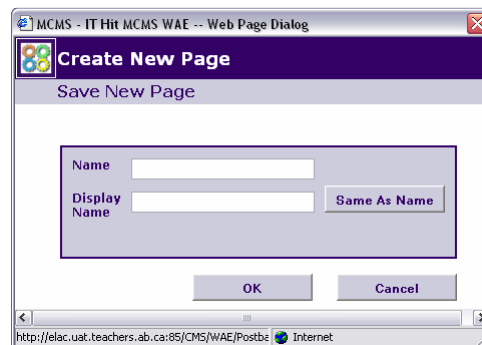 MCMS - IT Hit MCMS WAE -- Web Page Dialog
Create New Page
Save New Page
Name
Display
Name
Same As Name
OK
Cancel
http://elac.uat.teachers.ab.ca:85/CMS/WAE/Postba
Internet